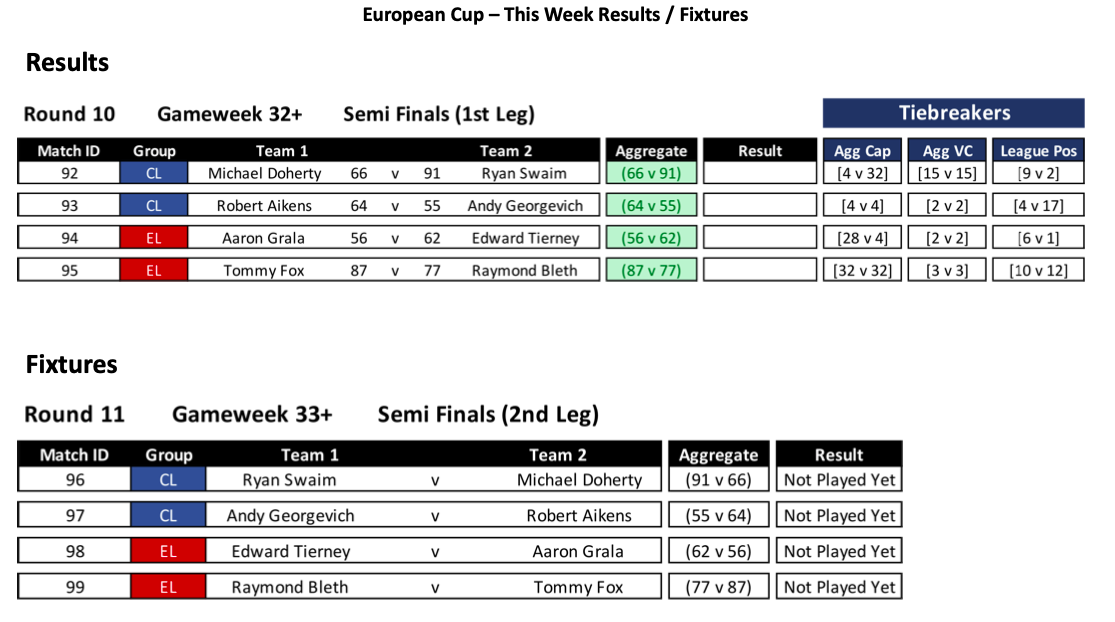 European Cup – This Week Results / Fixtures
Results
Round 10 Gameweek 32+ Semi Finals (1st Leg) Tiebreakers
Match ID Group Team 1 Team 2 Aggregate Result Agg Cap Agg VC League Pos
92 CL Michael Doherty 66 v 91 Ryan Swaim (66 v 91) [4 v 32] [15 v 15] [9 v 2]
93 CL Robert Aikens 64 v 55 Andy Georgevich (64 v 55) [4 v 4] [2 v 2] [4 v 17]
94 EL Aaron Grala 56 v 62 Edward Tierney (56 v 62) [28 v 4] [2 v 2] [6 v 1]
95 EL Tommy Fox 87 v 77 Raymond Bleth (87 v 77) [32 v 32] [3 v 3] [10 v 12]
Fixtures
Round 11 Gameweek 33+ Semi Finals (2nd Leg)
Match ID Group Team 1 Team 2 Aggregate Result
96 CL Ryan Swaim v Michael Doherty (91 v 66) Not Played Yet
97 CL Andy Georgevich v Robert Aikens (55 v 64) Not Played Yet
98 EL Edward Tierney v Aaron Grala (62 v 56) Not Played Yet
99 EL Raymond Bleth v Tommy Fox (77 v 87) Not Played Yet